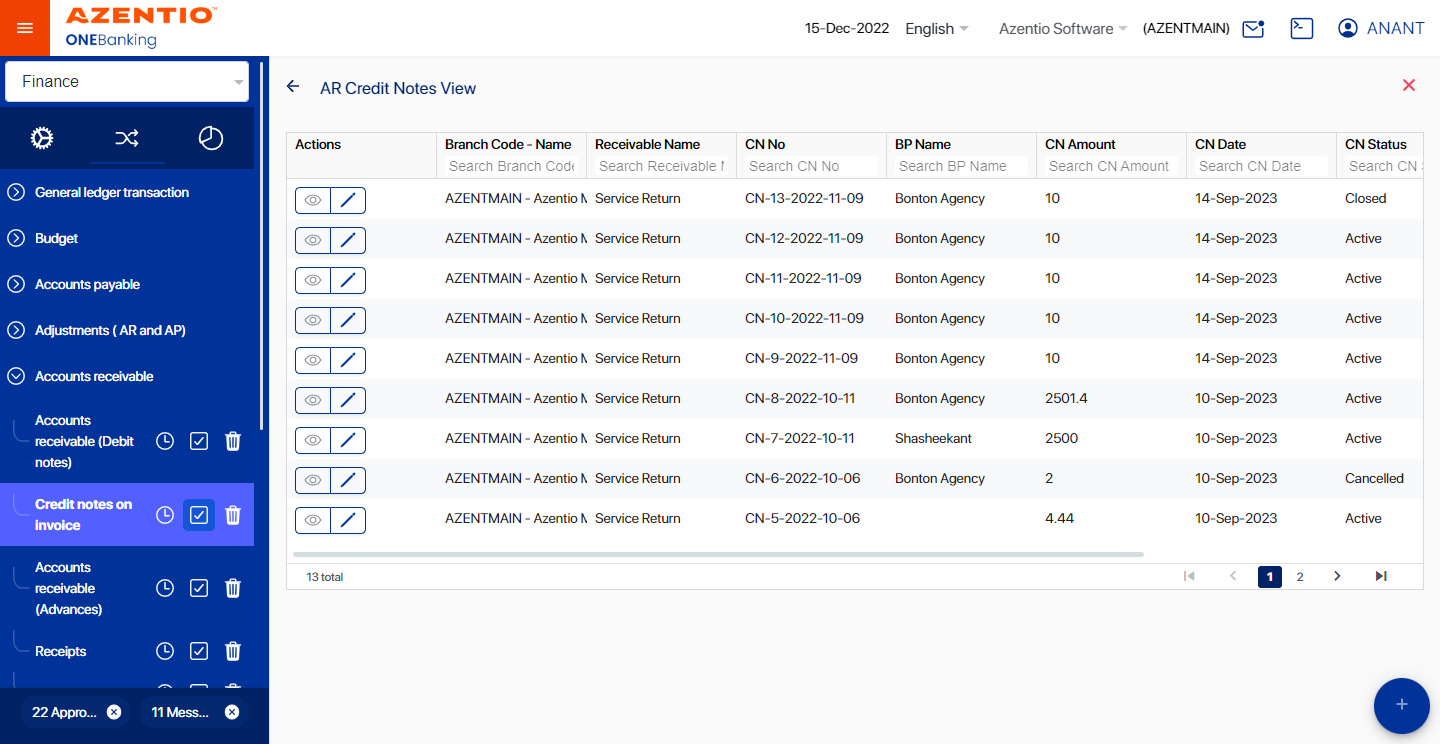 AZENTIO™
ONEBanking
15-Dec-2022 English Azentio Software (AZENTMAIN) ANANT
Finance
General ledger transaction
Budget
Accounts payable
Adjustments ( AR and AP)
Accounts receivable
Accounts
receivable (Debit
notes)
Credit notes on
invoice
Accounts
receivable
(Advances)
Receipts
22 Appro... 11 Mess...
AR Credit Notes View
Actions Branch Code - Name Receivable Name CN No BP Name CN Amount CN Date CN Status
Search Branch Code Search Receivable N Search CN No Search BP Name Search CN Amount Search CN Date Search CN S
AZENTMAIN - Azentio M Service Return CN-13-2022-11-09 Bonton Agency 10 14-Sep-2023 Closed
AZENTMAIN - Azentio M Service Return CN-12-2022-11-09 Bonton Agency 10 14-Sep-2023 Active
AZENTMAIN - Azentio M Service Return CN-11-2022-11-09 Bonton Agency 10 14-Sep-2023 Active
AZENTMAIN - Azentio M Service Return CN-10-2022-11-09 Bonton Agency 10 14-Sep-2023 Active
AZENTMAIN - Azentio M Service Return CN-9-2022-11-09 Bonton Agency 10 14-Sep-2023 Active
AZENTMAIN - Azentio M Service Return CN-8-2022-10-11 Bonton Agency 2501.4 10-Sep-2023 Active
AZENTMAIN - Azentio M Service Return CN-7-2022-10-11 Shasheekant 2500 10-Sep-2023 Active
AZENTMAIN - Azentio M Service Return CN-6-2022-10-06 Bonton Agency 2 10-Sep-2023 Cancelled
AZENTMAIN - Azentio M Service Return CN-5-2022-10-06 4.44 10-Sep-2023 Active
13 total 1 2